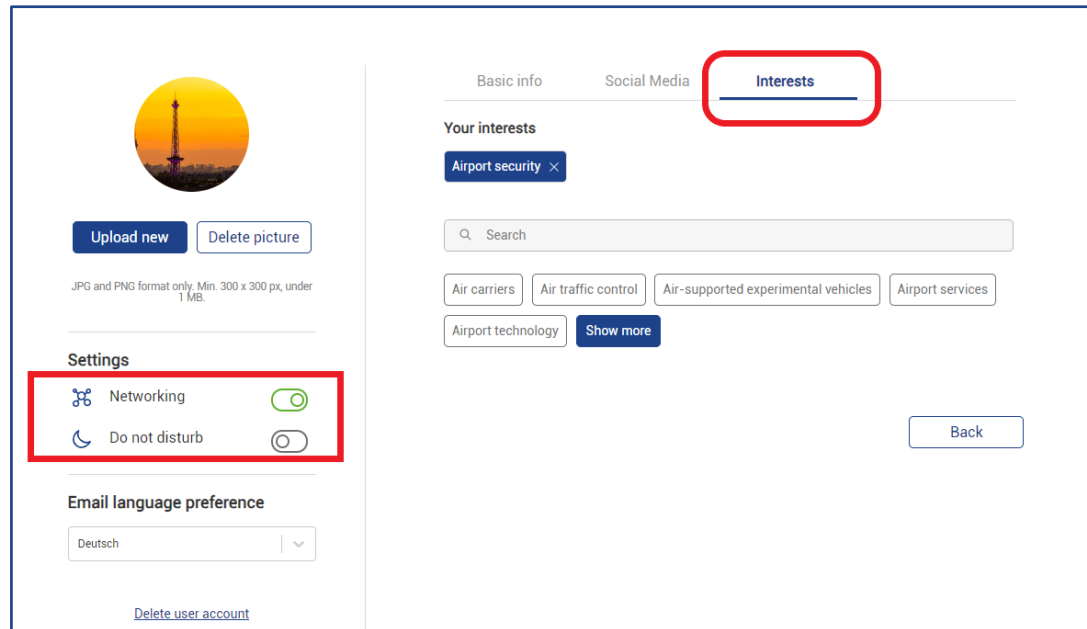 Basic info Social Media Interests
Your interests
Airport security
Search
Air carriers Air traffic control Air-supported experimental vehicles Airport services
Airport technology Show more
Back
Upload new Delete picture
JPG and PNG format only. Min. 300 x 300 px, under
1 MB.
Settings
Networking
Do not disturb
Email language preference
Deutsch
Delete user account